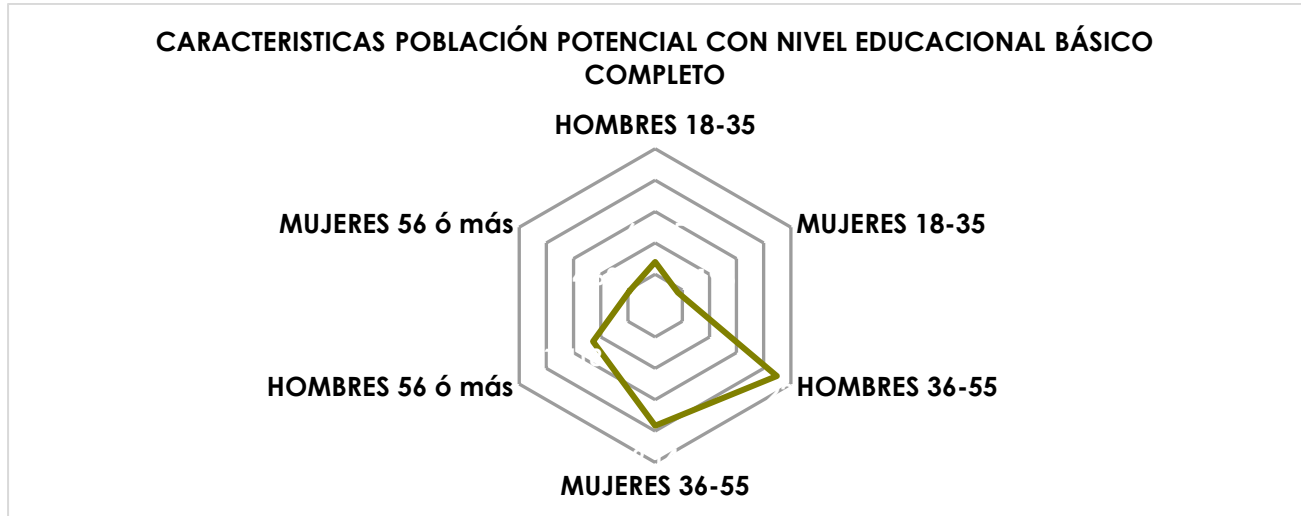 CARACTERISTICAS POBLACIÓN POTENCIAL CON NIVEL EDUCACIONAL BÁSICO
COMPLETO
HOMBRES 18-35
MUJERES 56 ó más
MUJERES 18-35
HOMBRES 56 ó más
HOMBRES 36-55
MUJERES 36-55